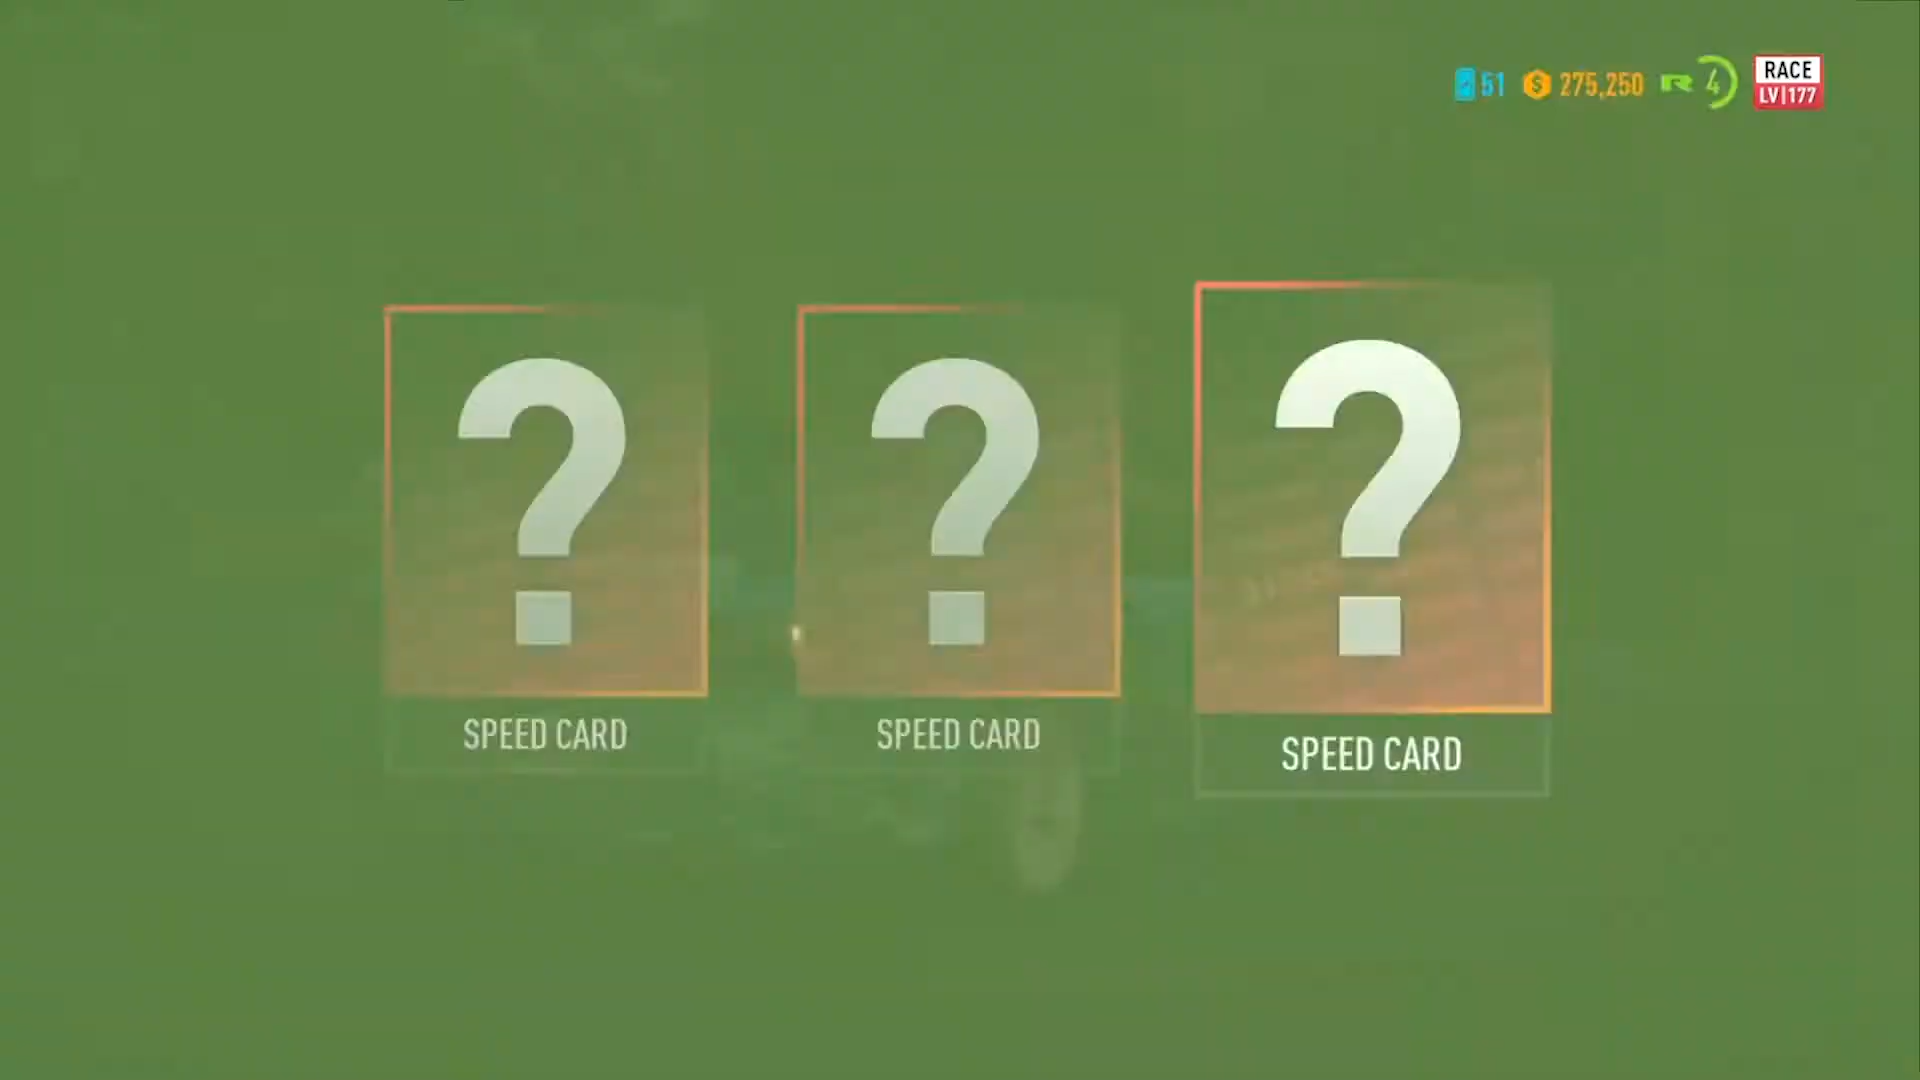 51 275,250 R 4 RACE
LV|177
? ? ?
SPEED CARD SPEED CARD SPEED CARD